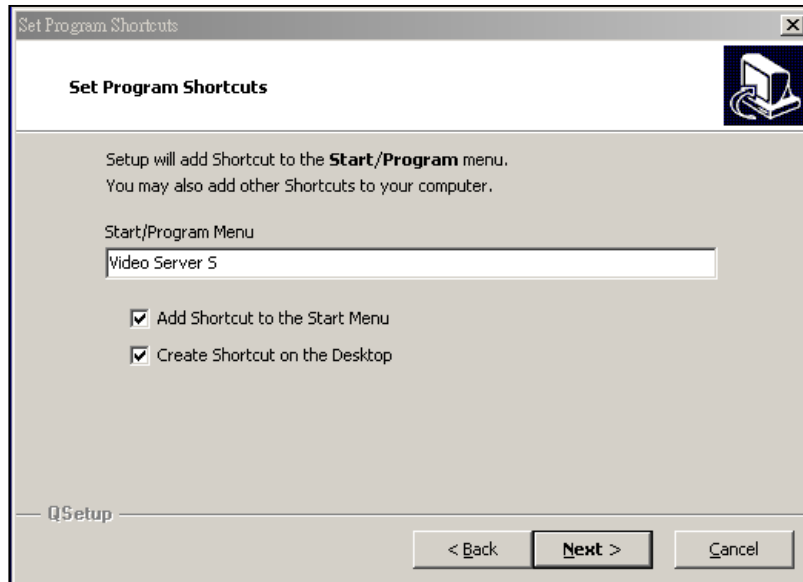 Set Program Shortcuts
Set Program Shortcuts
Setup will add Shortcut to the Start/Program menu.
You may also add other Shortcuts to your computer.
Start/Program Menu
Video Server S
Add Shortcut to the Start Menu
Create Shortcut on the Desktop
QSetup
< Back
Next >
Cancel